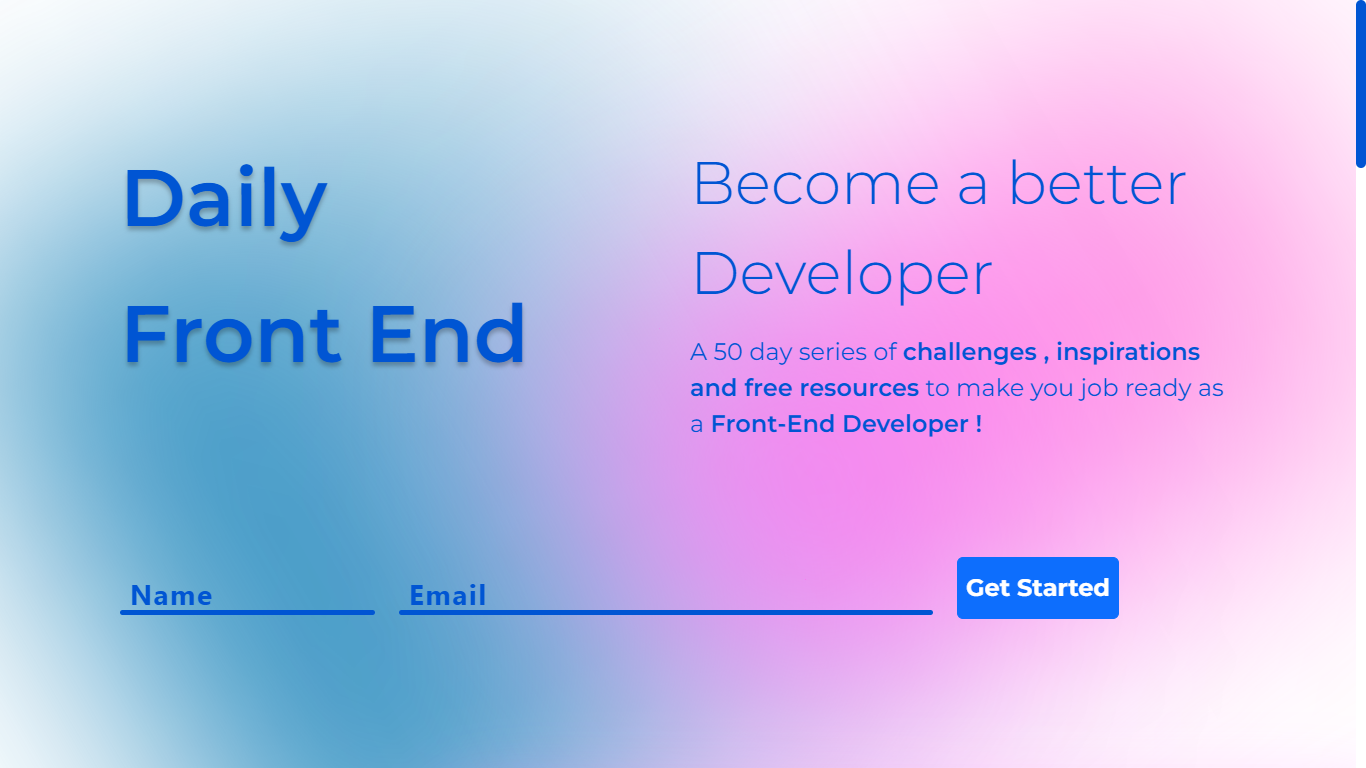 Daily
Front End
Become a better
Developer
A 50 day series of challenges , inspirations
and free resources to make you job ready as
a Front-End Developer !
Name
Email
Get Started